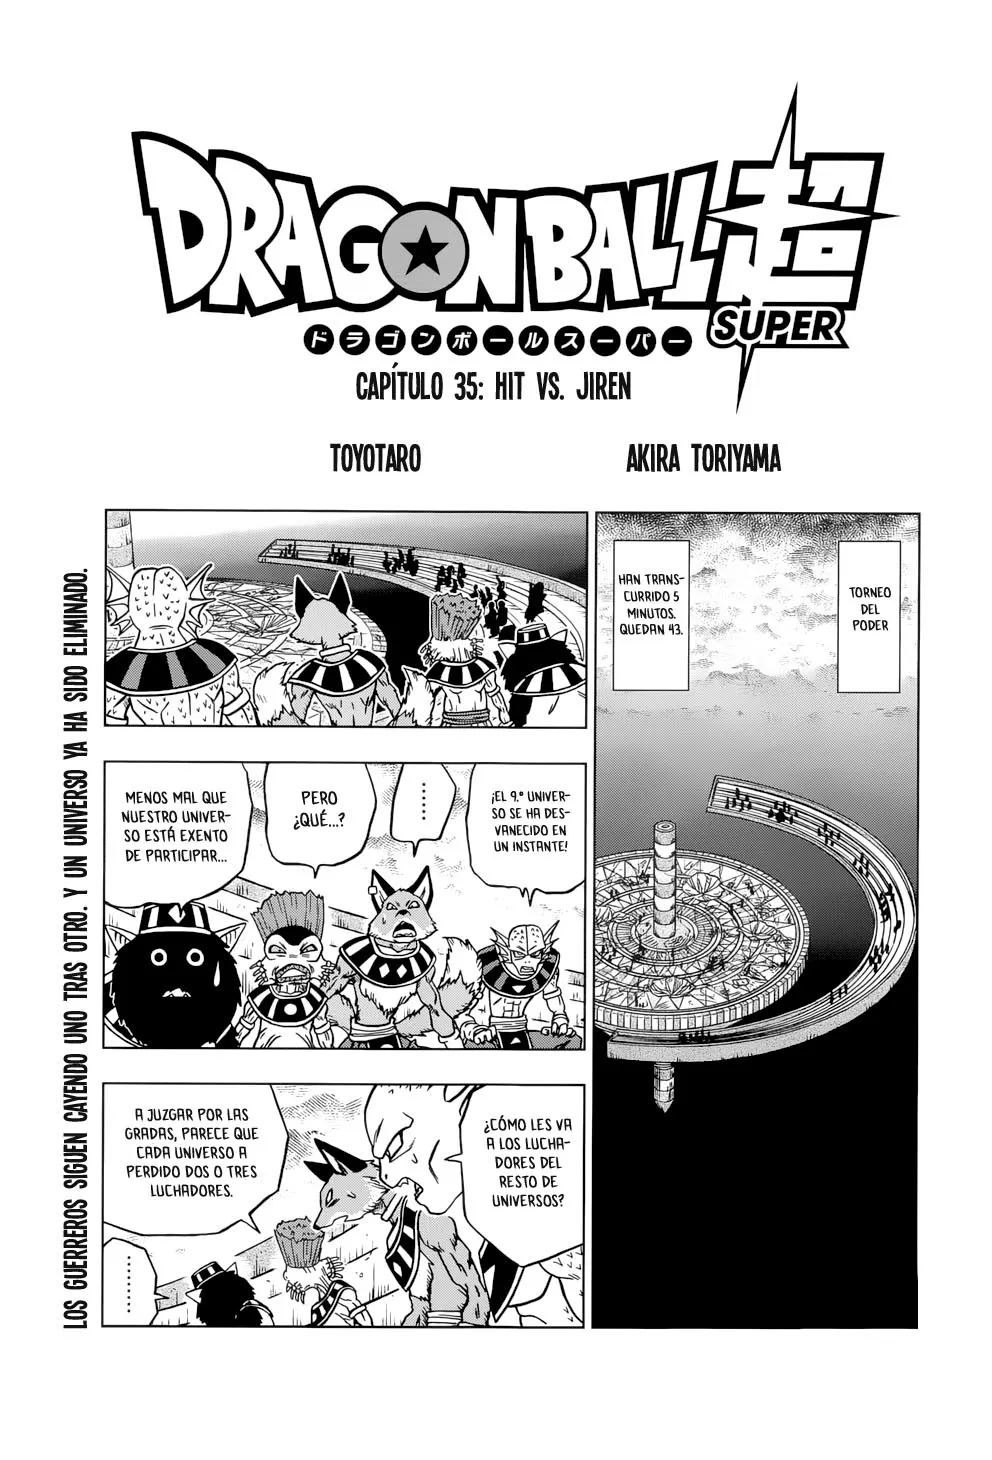 DRAGON BALL 超
SUPER
ドラゴンボールスーパー
CAPÍTULO 35: HIT VS. JIREN
TOYOTARO
AKIRA TORIYAMA
LOS GUERREROS SIGUEN CAYENDO UNO TRAS OTRO. Y UN UNIVERSO YA HA SIDO ELIMINADO.
TORNEO
DEL
PODER
HAN TRANS-
CURRIDO 5
MINUTOS.
QUEDAN 43.
¡EL 9.º UNIVER-
SO SE HA DES-
VANECIDO EN
UN INSTANTE!
......
PERO
¿QUÉ...?
MENOS MAL QUE
NUESTRO UNIVER-
SO ESTÁ EXENTO
DE PARTICIPAR...
¿CÓMO LES VA
A LOS LUCHA-
DORES DEL
RESTO DE
UNIVERSOS?
A JUZGAR POR LAS
GRADAS, PARECE QUE
CADA UNIVERSO A
PERDIDO DOS O TRES
LUCHADORES.
......